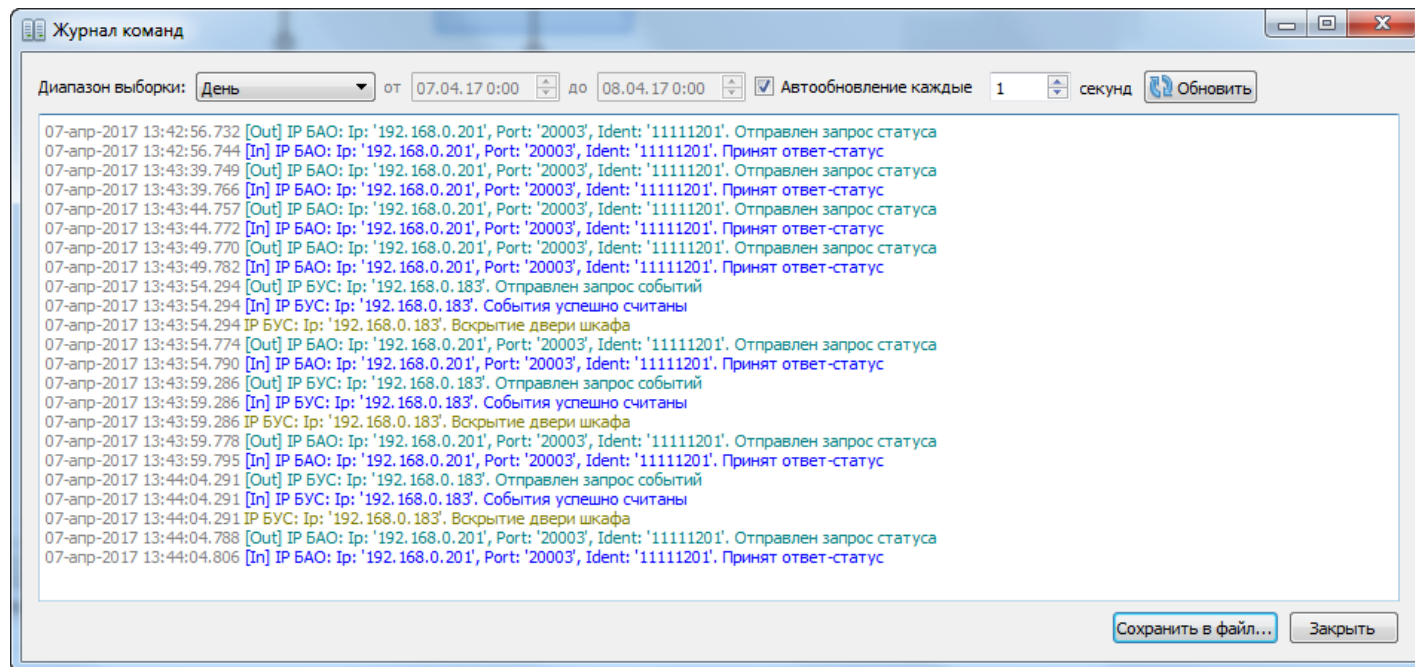 Журнал команд
Диапазон выборки: День от 07.04.17 0:00 до 08.04.17 0:00 Автообновление каждые 1 секунд Обновить
07-апр-2017 13:42:56.732 [Out] IP БАО: Ip: '192.168.0.201', Port: '20003', Ident: '11111201'. Отправлен запрос статуса
07-апр-2017 13:42:56.744 [In] IP БАО: Ip: '192.168.0.201', Port: '20003', Ident: '11111201'. Принят ответ-статус
07-апр-2017 13:43:39.749 [Out] IP БАО: Ip: '192.168.0.201', Port: '20003', Ident: '11111201'. Отправлен запрос статуса
07-апр-2017 13:43:39.766 [In] IP БАО: Ip: '192.168.0.201', Port: '20003', Ident: '11111201'. Принят ответ-статус
07-апр-2017 13:43:44.757 [Out] IP БАО: Ip: '192.168.0.201', Port: '20003', Ident: '11111201'. Отправлен запрос статуса
07-апр-2017 13:43:44.772 [In] IP БАО: Ip: '192.168.0.201', Port: '20003', Ident: '11111201'. Принят ответ-статус
07-апр-2017 13:43:49.770 [Out] IP БАО: Ip: '192.168.0.201', Port: '20003', Ident: '11111201'. Отправлен запрос статуса
07-апр-2017 13:43:49.782 [In] IP БАО: Ip: '192.168.0.201', Port: '20003', Ident: '11111201'. Принят ответ-статус
07-апр-2017 13:43:54.294 [Out] IP БУС: Ip: '192.168.0.183'. Отправлен запрос событий
07-апр-2017 13:43:54.294 [In] IP БУС: Ip: '192.168.0.183'. События успешно считаны
07-апр-2017 13:43:54.294 IP БУС: Ip: '192.168.0.183'. Вскрытие двери шкафа
07-апр-2017 13:43:54.774 [Out] IP БАО: Ip: '192.168.0.201', Port: '20003', Ident: '11111201'. Отправлен запрос статуса
07-апр-2017 13:43:54.790 [In] IP БАО: Ip: '192.168.0.201', Port: '20003', Ident: '11111201'. Принят ответ-статус
07-апр-2017 13:43:59.286 [Out] IP БУС: Ip: '192.168.0.183'. Отправлен запрос событий
07-апр-2017 13:43:59.286 [In] IP БУС: Ip: '192.168.0.183'. События успешно считаны
07-апр-2017 13:43:59.286 IP БУС: Ip: '192.168.0.183'. Вскрытие двери шкафа
07-апр-2017 13:43:59.778 [Out] IP БАО: Ip: '192.168.0.201', Port: '20003', Ident: '11111201'. Отправлен запрос статуса
07-апр-2017 13:43:59.795 [In] IP БАО: Ip: '192.168.0.201', Port: '20003', Ident: '11111201'. Принят ответ-статус
07-апр-2017 13:44:04.291 [Out] IP БУС: Ip: '192.168.0.183'. Отправлен запрос событий
07-апр-2017 13:44:04.291 [In] IP БУС: Ip: '192.168.0.183'. События успешно считаны
07-апр-2017 13:44:04.291 IP БУС: Ip: '192.168.0.183'. Вскрытие двери шкафа
07-апр-2017 13:44:04.788 [Out] IP БАО: Ip: '192.168.0.201', Port: '20003', Ident: '11111201'. Отправлен запрос статуса
07-апр-2017 13:44:04.806 [In] IP БАО: Ip: '192.168.0.201', Port: '20003', Ident: '11111201'. Принят ответ-статус
Сохранить в файл... Закрыть